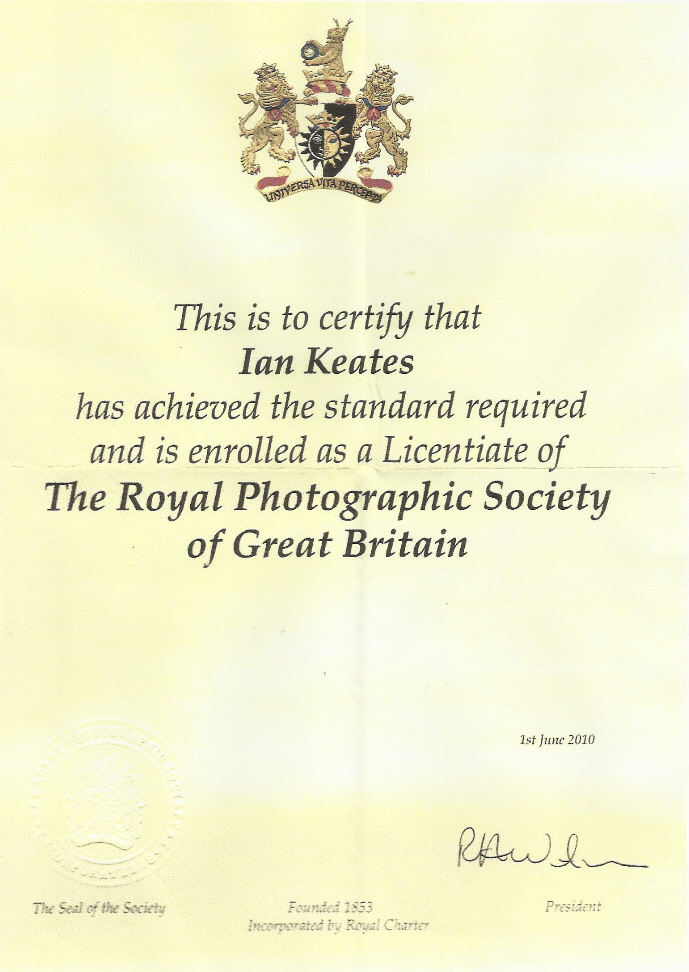 UNIVERSA VITA PERCEPTA
This is to certify that
Ian Keates
has achieved the standard required
and is enrolled as a Licentiate of
The Royal Photographic Society
of Great Britain
1st June 2010
The Seal of the Society
Founded 1853
Incorporated by Royal Charter
President